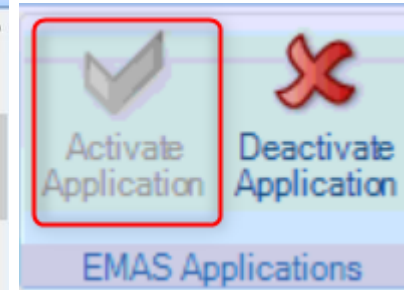 Activate
Application
Deactivate
Application
EMAS Applications